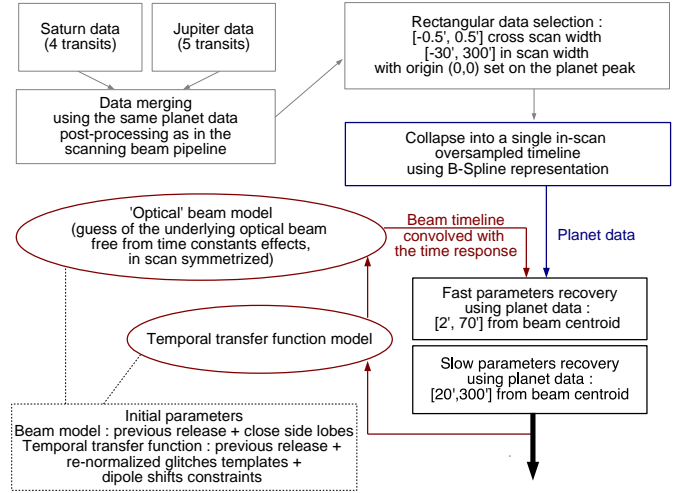 Saturn data
(4 transits)
Jupiter data
(5 transits)
Rectangular data selection :
[-0.5', 0.5'] cross scan width
[-30', 300'] in scan width
with origin (0,0) set on the planet peak
Data merging
using the same planet data
post-processing as in the
scanning beam pipeline
Collapse into a single in-scan
oversampled timeline
using B-Spline representation
'Optical' beam model
(guess of the underlying optical beam
free from time constants effects,
in scan symmetrized)
Beam timeline
convolved with
the time response
Planet data
Fast parameters recovery
using planet data :
[2', 70'] from beam centroid
Temporal transfer function model
Slow parameters recovery
using planet data :
[20',300'] from beam centroid
Initial parameters
Beam model : previous release + close side lobes
Temporal transfer function : previous release +
re-normalized glitches templates +
dipole shifts constraints